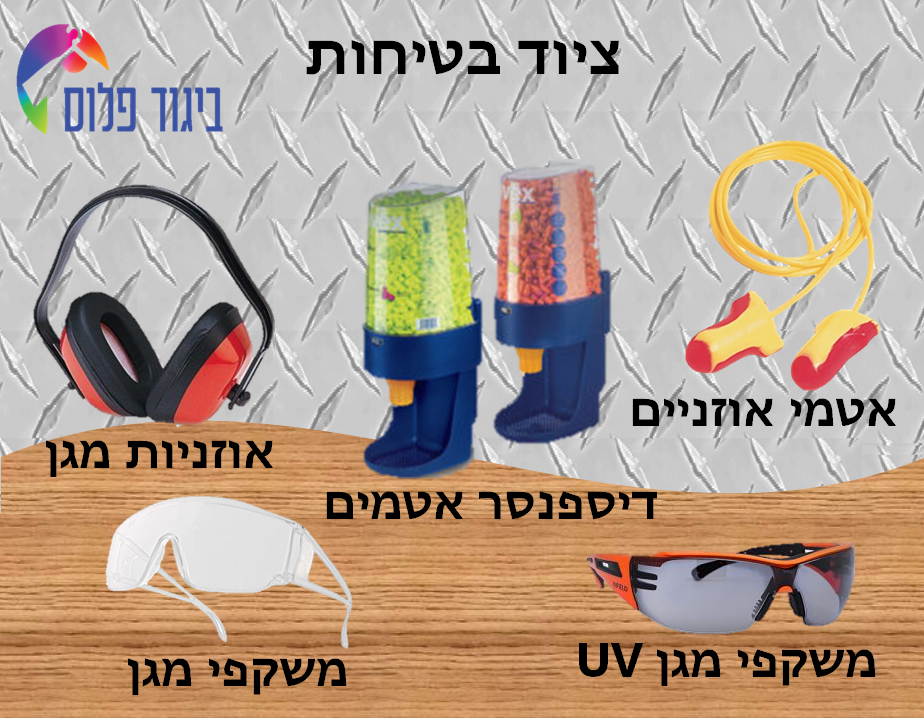 ציוד בטיחות
ביגוד פלוס
אטמי אוזניים
אוזניות מגן
דיספנסר אטמים
משקפי מגן UV
משקפי מגן